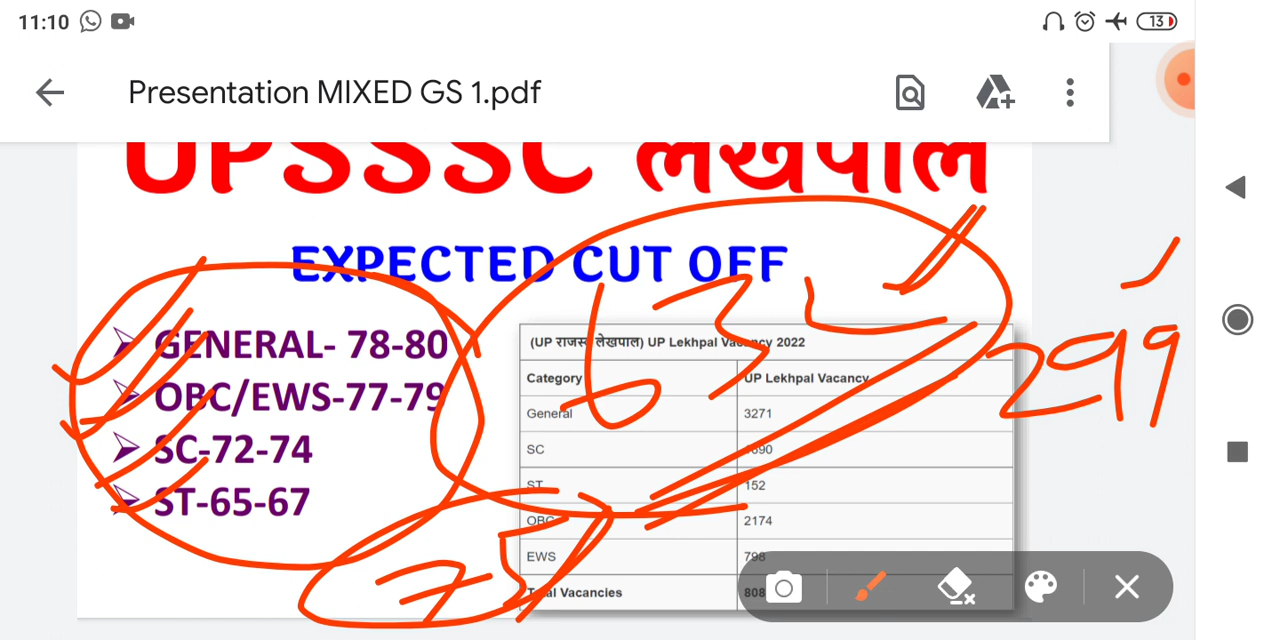 11:10
13
Presentation MIXED GS 1.pdf
UPSSSC लेखपाल
EXPECTED CUT OFF
GENERAL- 78-80
OBC/EWS-77-79
SC-72-74
ST-65-67
(UP राजस्व लेखपाल) UP Lekhpal Vacancy 2022
Category UP Lekhpal Vacancy
General 3271
SC
ST 152
OBC 2174
EWS 798
Total Vacancies
63
299
75